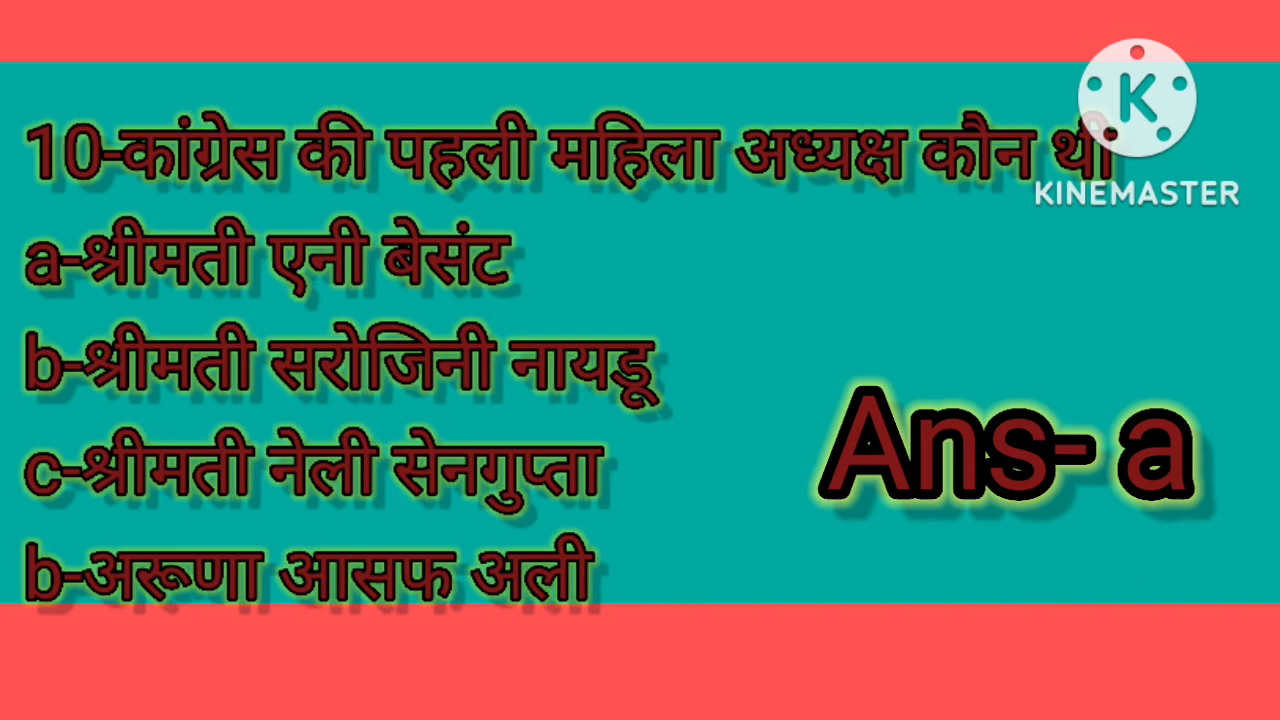 10-कांग्रेस की पहली महिला अध्यक्ष कौन थी
K
KINEMASTER
a-श्रीमती एनी बेसंट
b-श्रीमती सरोजिनी नायडू
c-श्रीमती नेली सेनगुप्ता
b-अरूणा आसफ अली
Ans- a